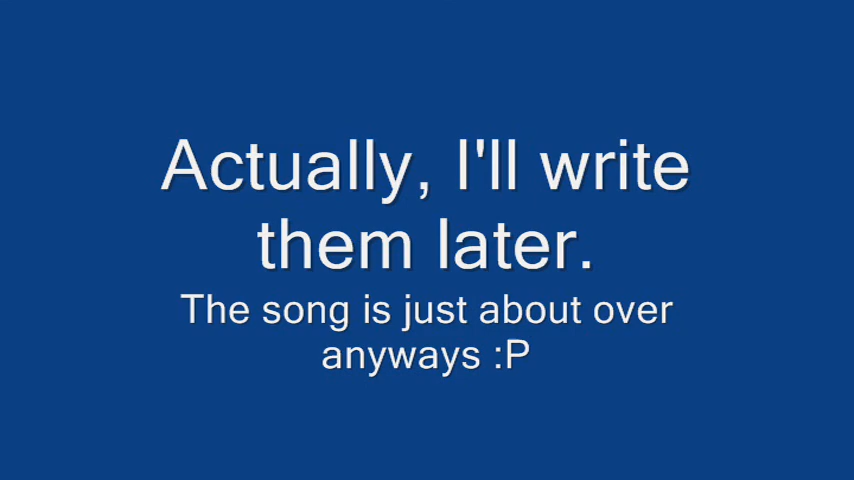 Actually, I'll write
them later.
The song is just about over
anyways :P